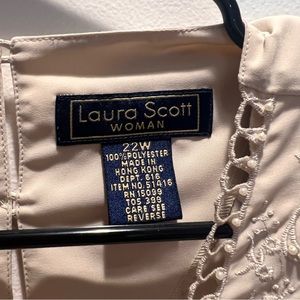 Laura Scott
WOMAN
22W
100% POLYESTER
MADE IN
HONG KONG
DEPT. 616
ITEM NO. 51416
RN 15099
TOS 399
CARE SEE
REVERSE